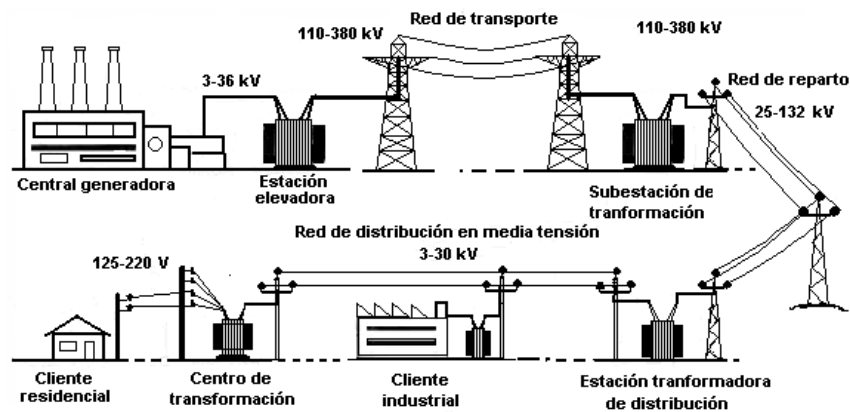 Red de transporte
110-380 kV
110-380 kV
3-36 kV
Red de reparto
25-132 kV
Central generadora
Estación
elevadora
Subestación de
tranformación
Red de distribución en media tensión
3-30 kV
125-220 V
Cliente
residencial
Centro de
transformación
Cliente
industrial
Estación tranformadora
de distribución